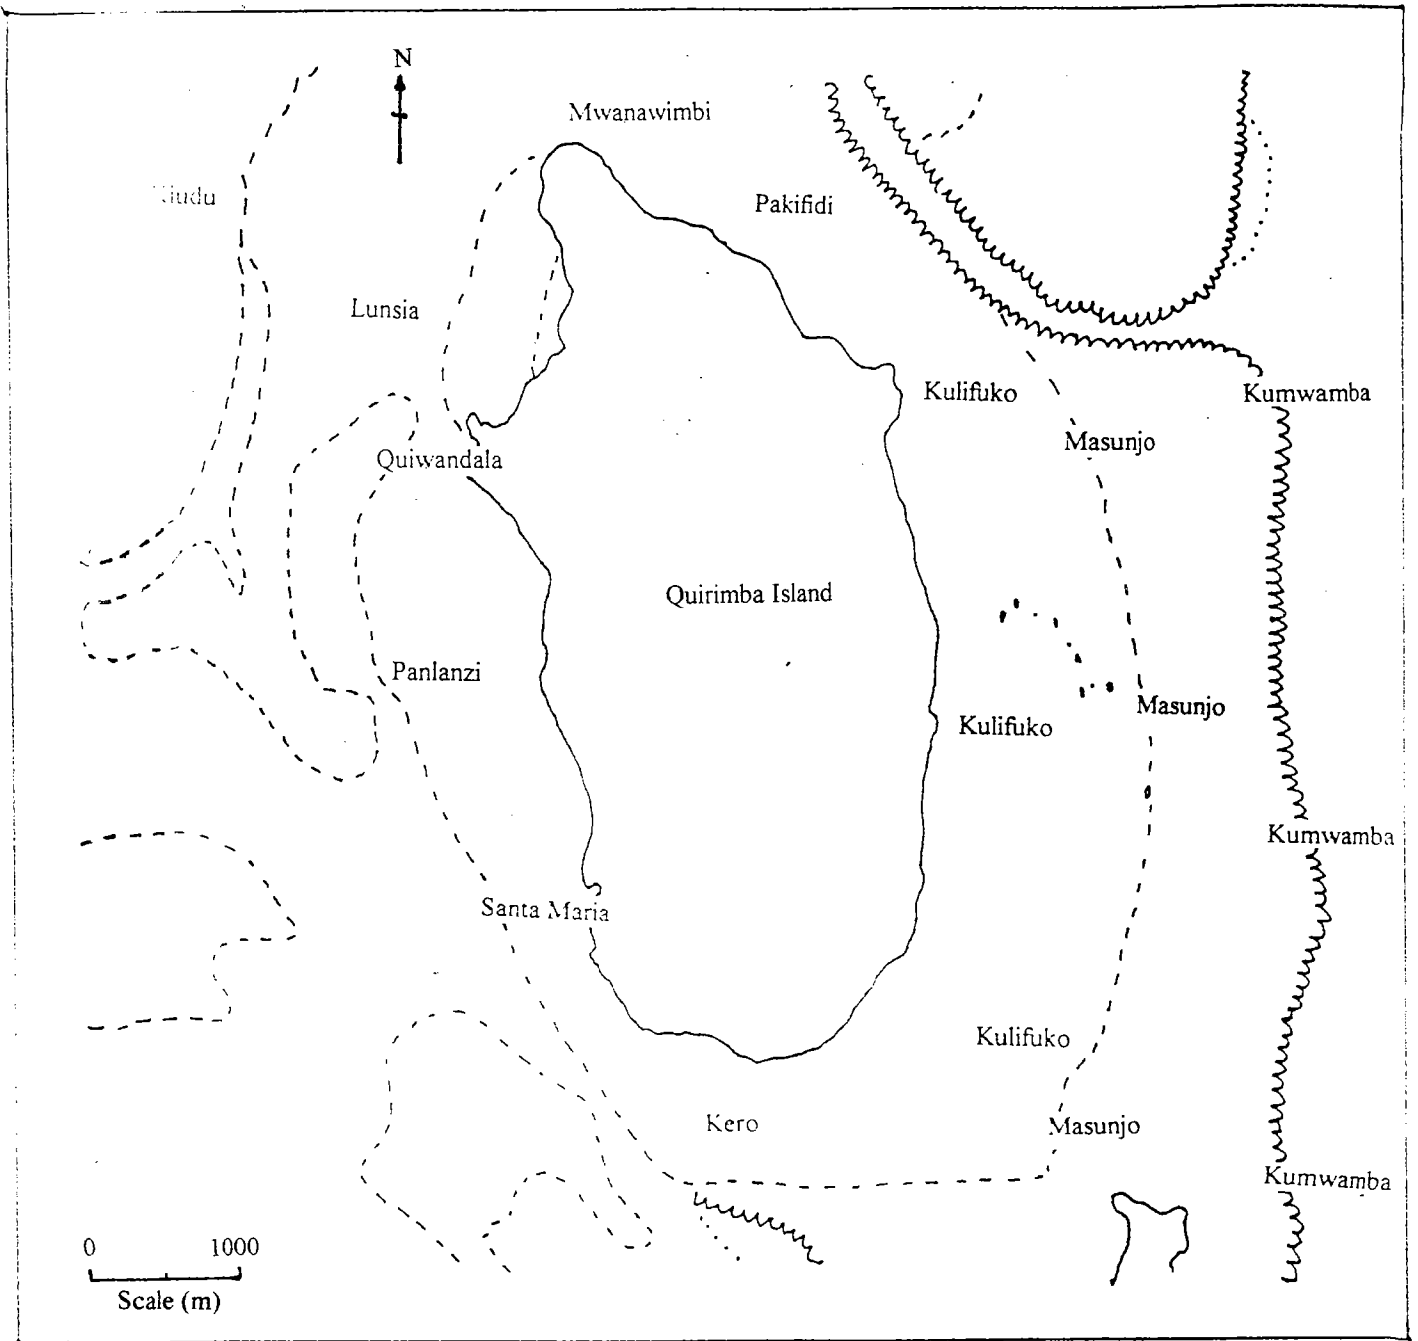 N
Mwanawimbi
Pakifidi
Lunsia
Kulifuko
Kumwamba
Masunjo
Quiwandala
Quirimba Island
Panlanzi
Masunjo
Kulifuko
Kumwamba
Santa Maria
Kulifuko
Kero
Masunjo
Kumwamba
0 1000
Scale (m)